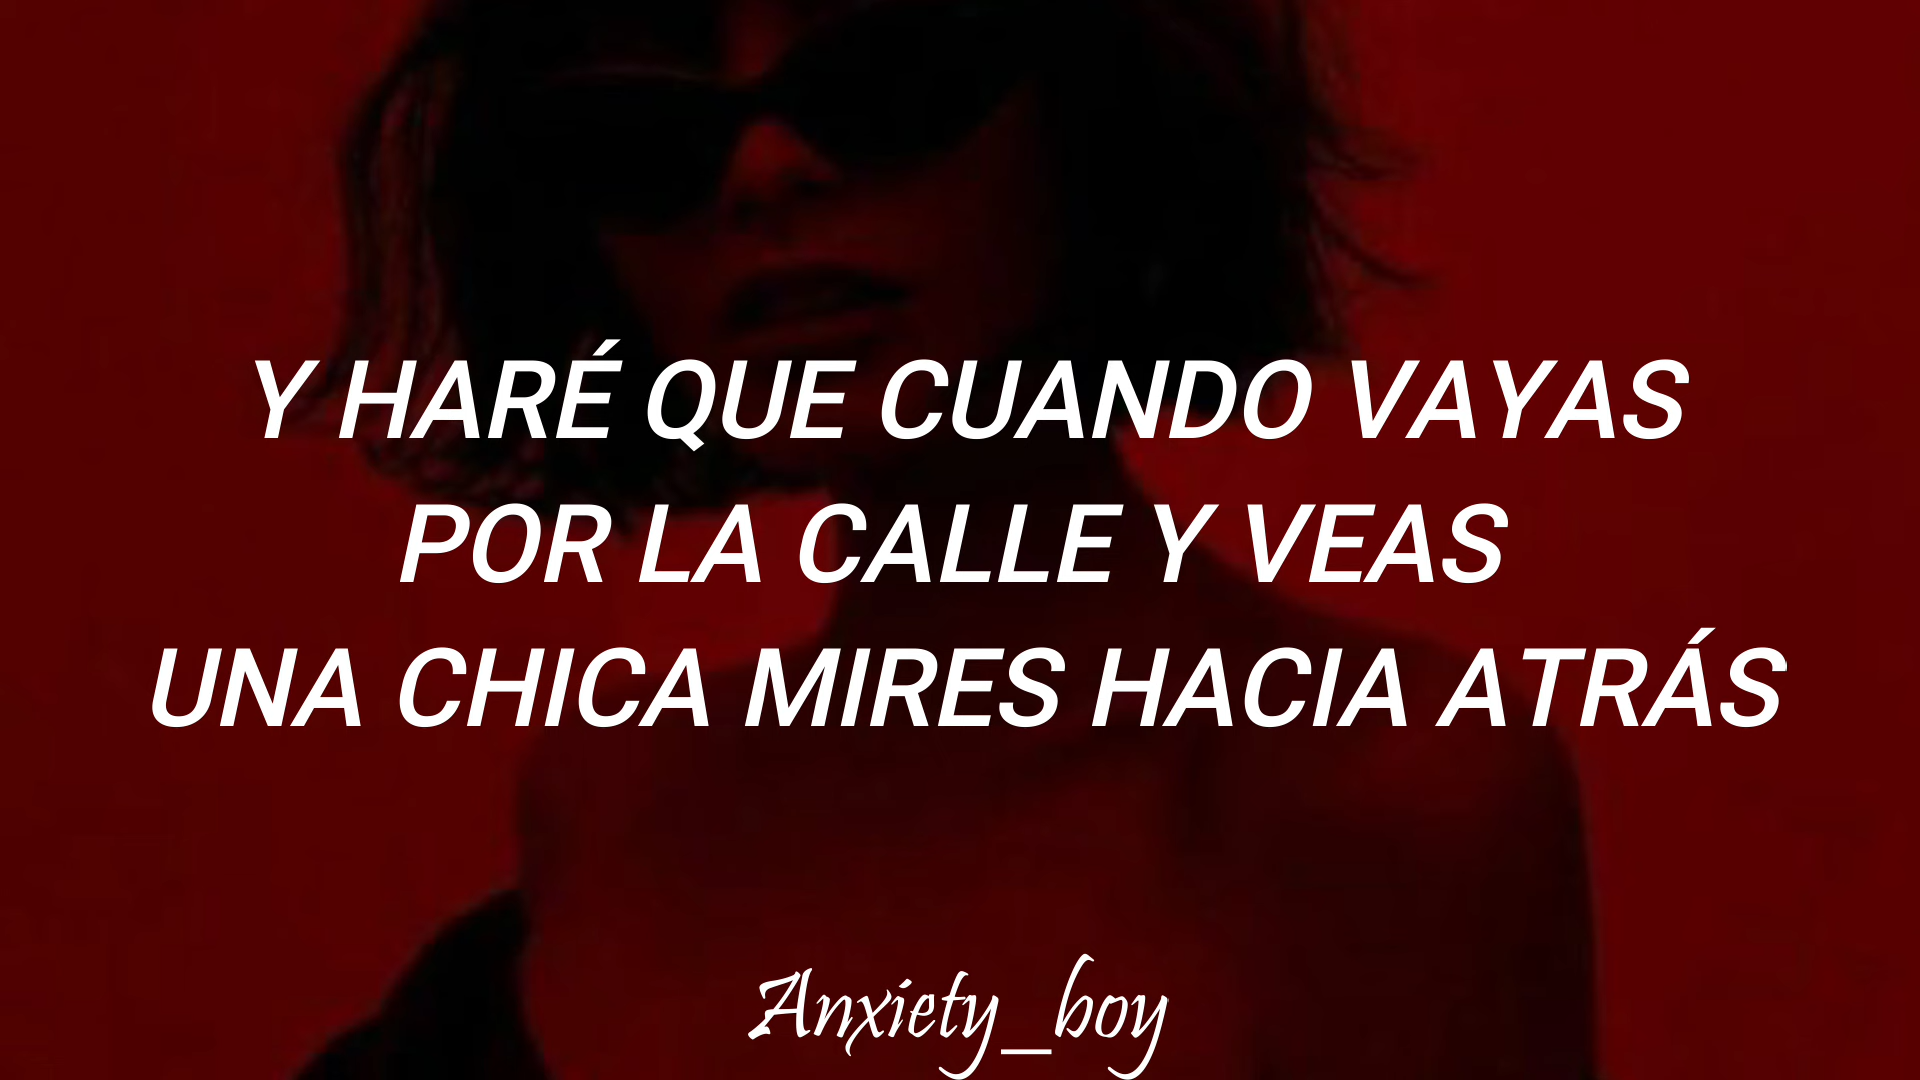 Y HARÉ QUE CUANDO VAYAS
POR LA CALLE Y VEAS
UNA CHICA MIRES HACIA ATRÁS
Anxiety_boy